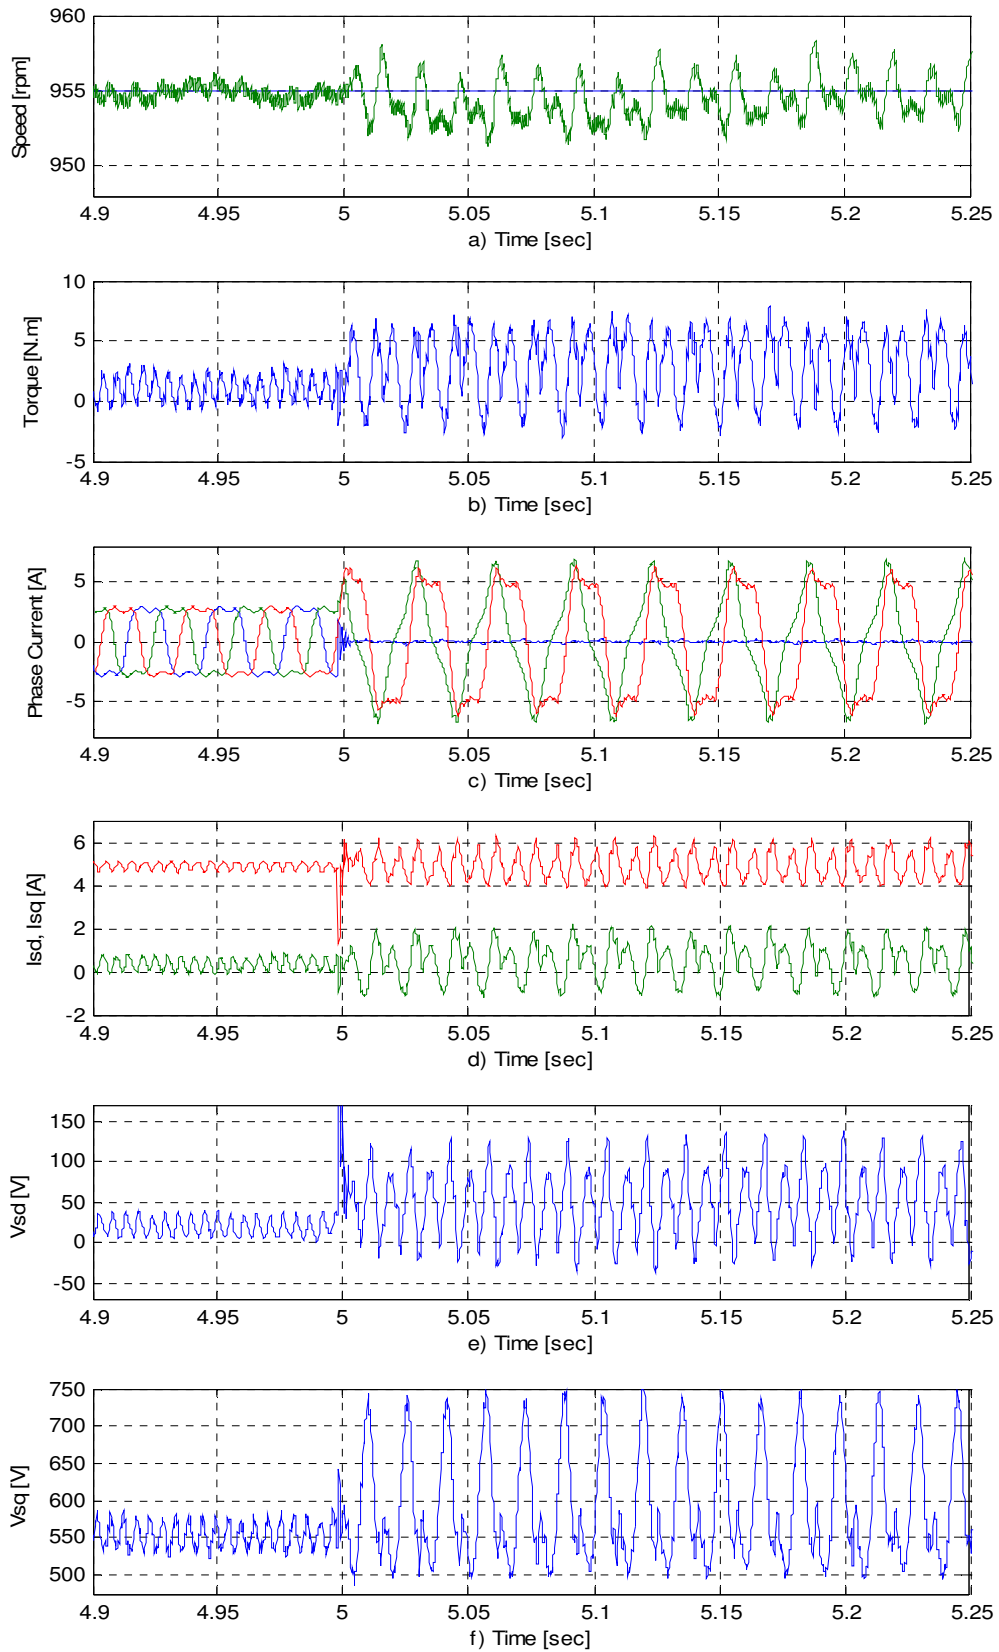 960
955
950
Speed [rpm]
4.9 4.95 5 5.05 5.1 5.15 5.2 5.25
a) Time [sec]
10
5
0
-5
Torque [N.m]
4.9 4.95 5 5.05 5.1 5.15 5.2 5.25
b) Time [sec]
5
0
-5
Phase Current [A]
4.9 4.95 5 5.05 5.1 5.15 5.2 5.25
c) Time [sec]
6
4
2
0
-2
Isd, Isq [A]
4.9 4.95 5 5.05 5.1 5.15 5.2 5.25
d) Time [sec]
150
100
50
0
-50
Vsd [V]
4.9 4.95 5 5.05 5.1 5.15 5.2 5.25
e) Time [sec]
750
700
650
600
550
500
Vsq [V]
4.9 4.95 5 5.05 5.1 5.15 5.2 5.25
f) Time [sec]